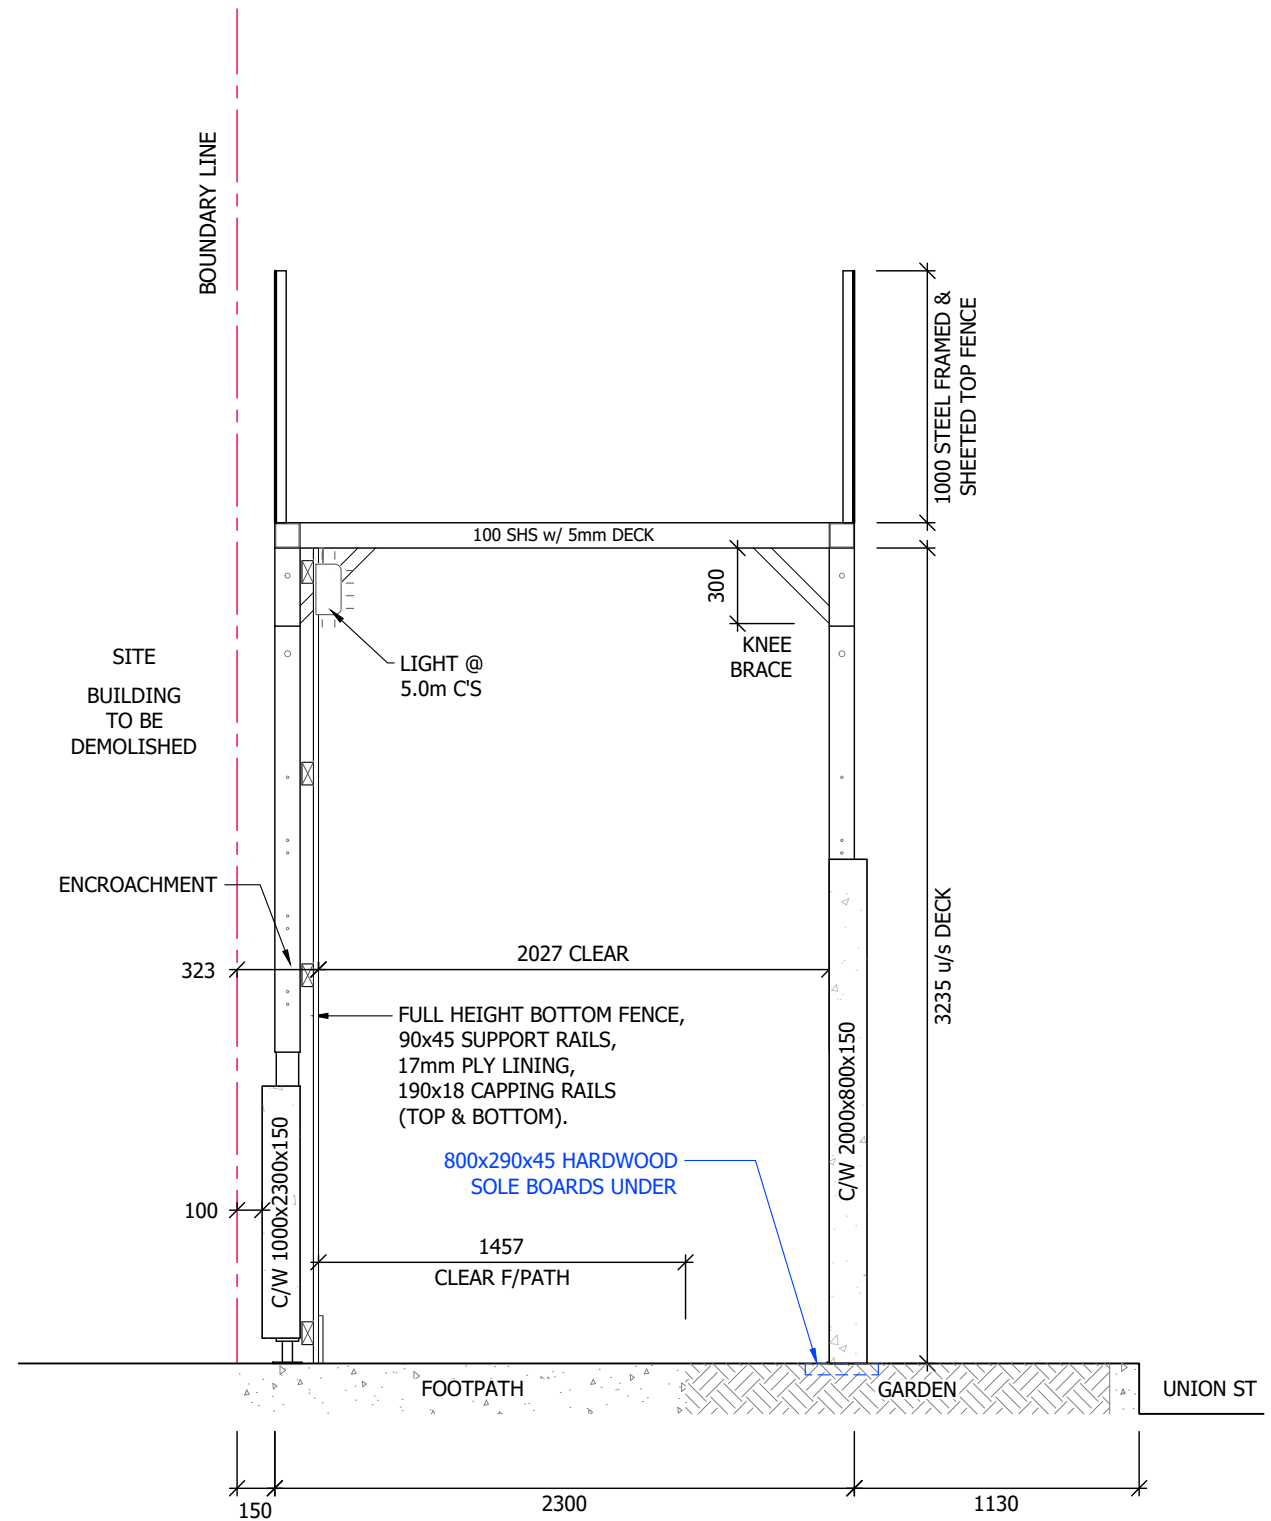 BOUNDARY LINE
1000 STEEL FRAMED &
SHEETED TOP FENCE
100 SHS w/ 5mm DECK
300
KNEE
BRACE
LIGHT @
5.0m C'S
SITE
BUILDING
TO BE
DEMOLISHED
ENCROACHMENT
323
2027 CLEAR
3235 u/s DECK
FULL HEIGHT BOTTOM FENCE,
90x45 SUPPORT RAILS,
17mm PLY LINING,
190x18 CAPPING RAILS
(TOP & BOTTOM).
C/W 2000x800x150
C/W 1000x2300x150
800x290x45 HARDWOOD
SOLE BOARDS UNDER
100
1457
CLEAR F/PATH
FOOTPATH
GARDEN
UNION ST
150
2300
1130